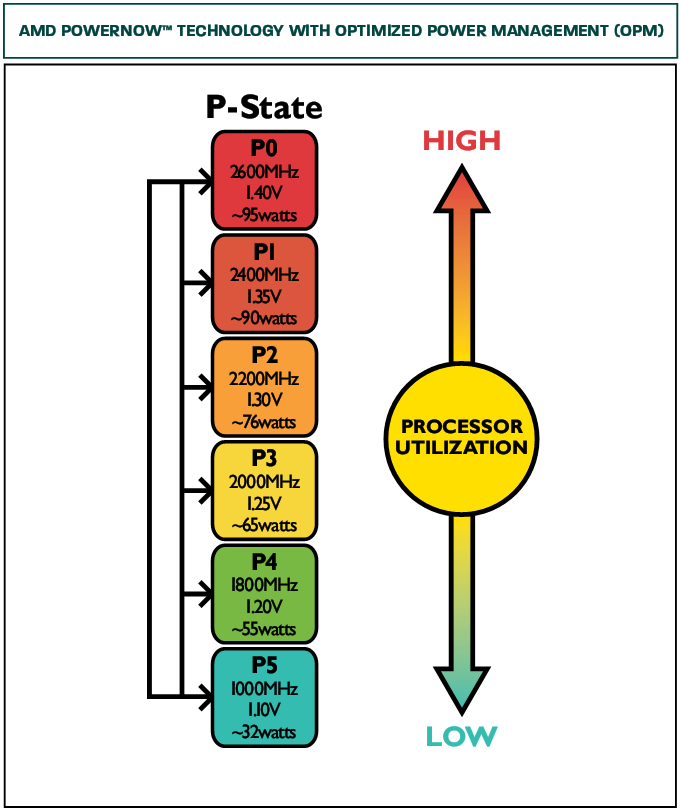 AMD POWERNOW™ TECHNOLOGY WITH OPTIMIZED POWER MANAGEMENT (OPM)
P-State
P0
2600MHz
1.40V
~95watts
P1
2400MHz
1.35V
~90watts
P2
2200MHz
1.30V
~76watts
P3
2000MHz
1.25V
~65watts
P4
1800MHz
1.20V
~55watts
P5
1000MHz
1.10V
~32watts
HIGH
PROCESSOR
UTILIZATION
LOW